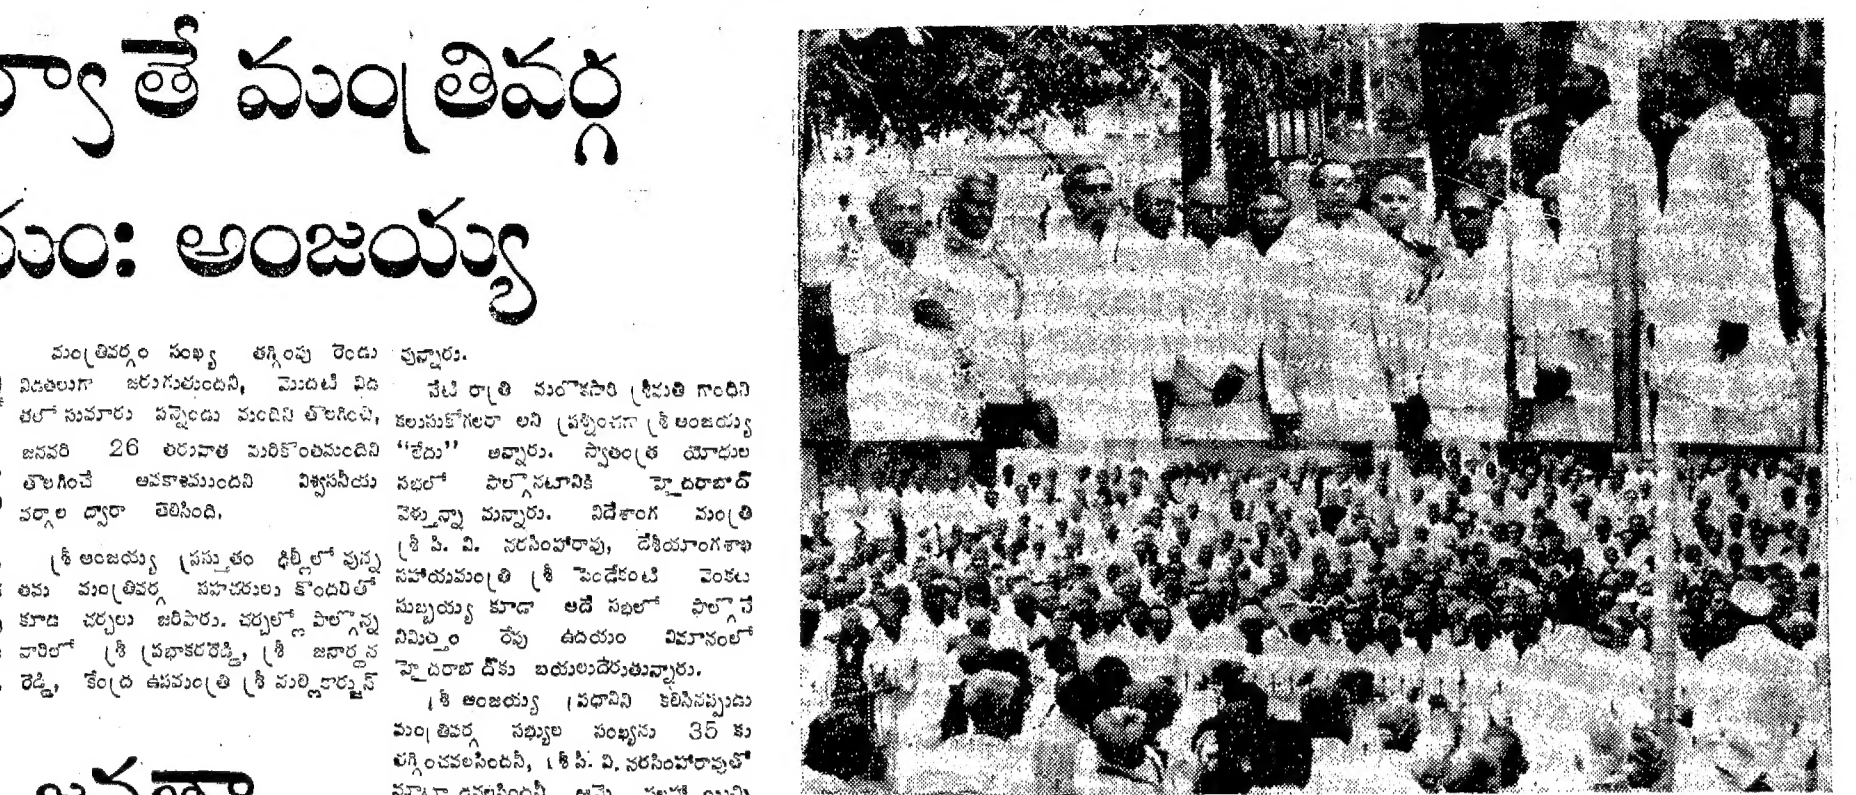 తే మంత్రివర్గ
అంజయ్య
మంత్రివర్గం సంఖ్య తగ్గింపు రెండు
విడతలుగా జరుగుతుందని, మొదటి విడ
తలో సుమారు పన్నెండు మందిని తొలగించి,
జనవరి 26 తరువాత మరికొంతమందిని
తొలగించే అవకాశముందని విశ్వసనీయ
వర్గాల ద్వారా తెలిసింది.
శ్రీ అంజయ్య ప్రస్తుతం ఢిల్లీలో వున్న
తమ మంత్రివర్గ సహచరులు కొందరితో
కూడ చర్చలు జరిపారు. చర్చల్లో పాల్గొన్న
వారిలో శ్రీ ప్రభాకరరెడ్డి, శ్రీ జనార్దన
రెడ్డి, కేంద్ర ఉపమంత్రి శ్రీ మల్లికార్జున్
వున్నారు.
నేటి రాత్రి మరొకసారి శ్రీమతి గాంధిని
కలుసుకోగలరా అని ప్రశ్నించగా శ్రీ అంజయ్య
“లేదు” అన్నారు. స్వాతంత్ర యోధుల
సభలో పాల్గొనటానికి హైదరాబాద్
వెళ్తున్నా మన్నారు. విదేశాంగ మంత్రి
శ్రీ పి. వి. నరసింహారావు, దేశీయాంగశాఖ
సహాయమంత్రి శ్రీ పెండేకంటి వెంకట
సుబ్బయ్య కూడా అదే సభలో పాల్గొనే
నిమిత్తం రేపు ఉదయం విమానంలో
హైదరాబాద్‌కు బయలుదేరుతున్నారు.
శ్రీ అంజయ్య ప్రధానిని కలిసినప్పుడు
మంత్రివర్గ సభ్యుల సంఖ్యను 35 కు
తగ్గించవలసిందనీ, శ్రీ పి. వి. నరసింహారావుతో